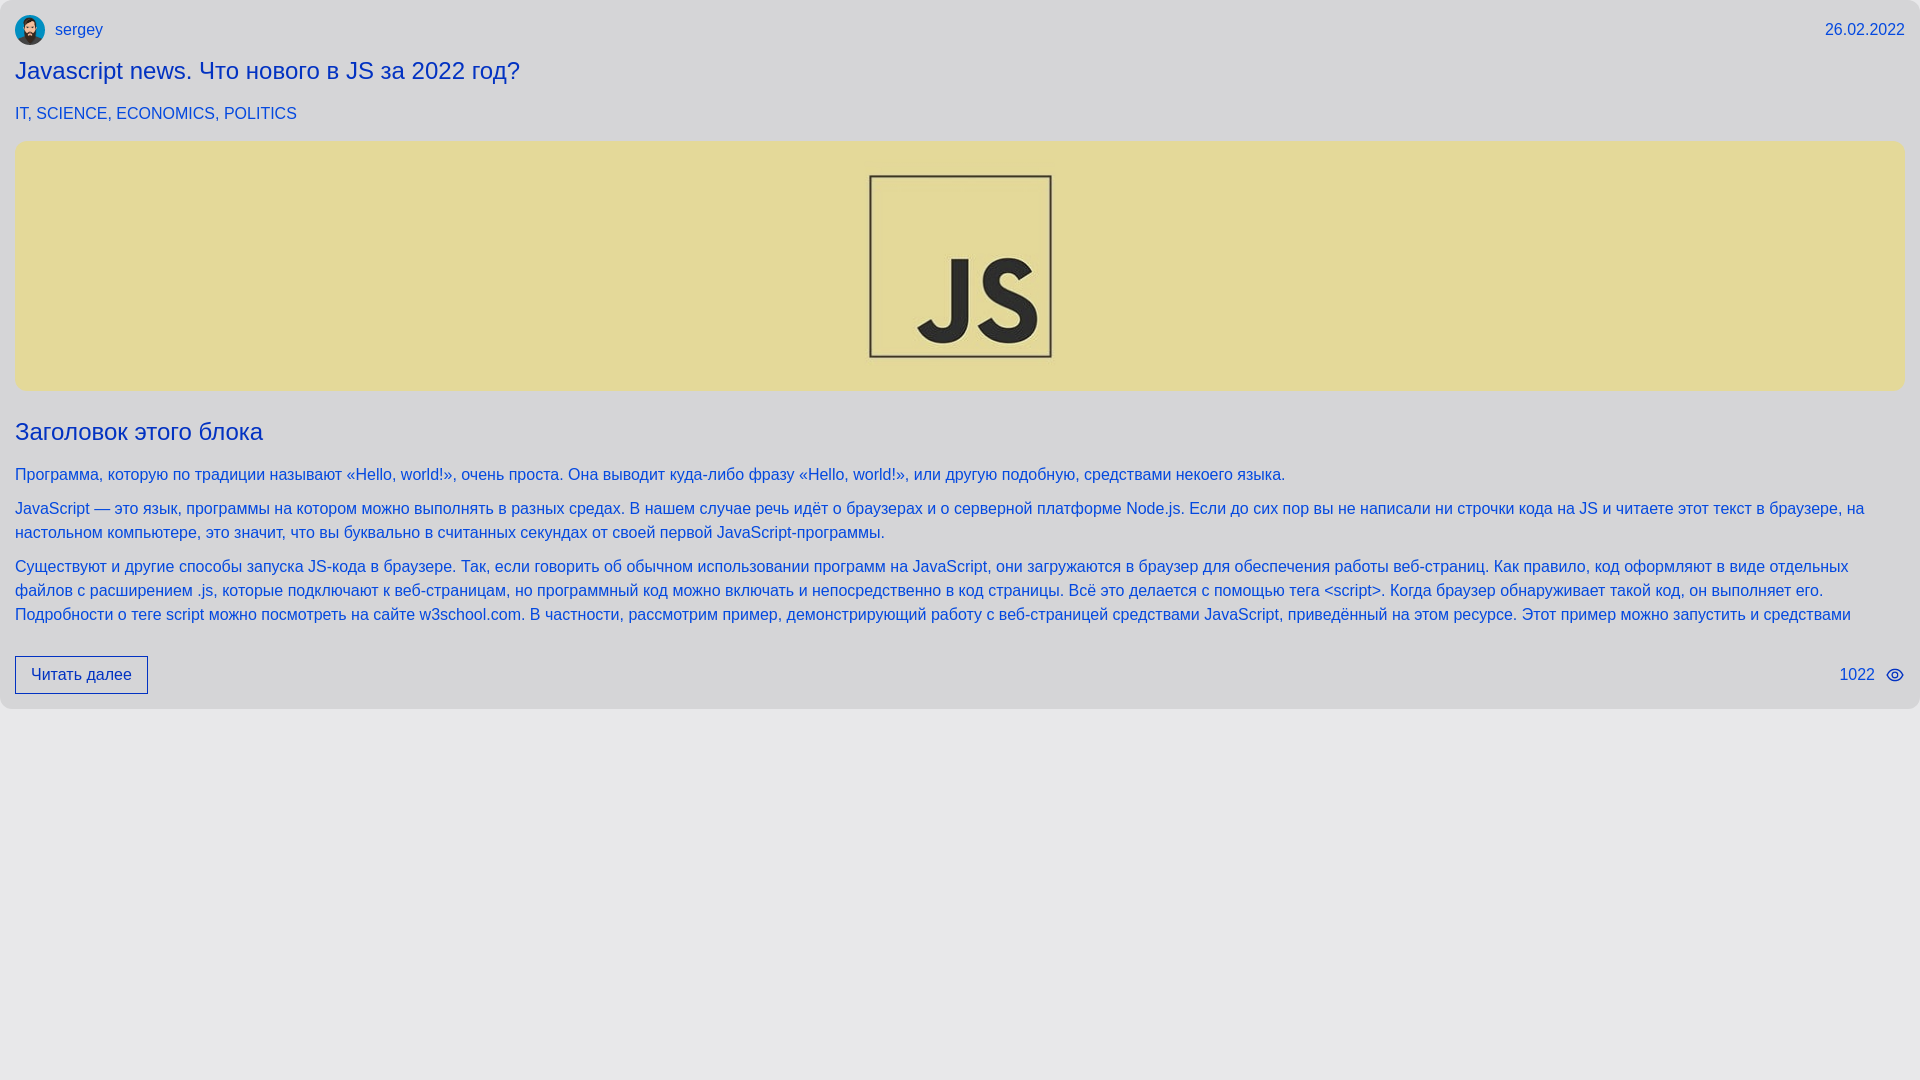 sergey
26.02.2022
Javascript news. Что нового в JS за 2022 год?
IT, SCIENCE, ECONOMICS, POLITICS
JS
Заголовок этого блока
Программа, которую по традиции называют «Hello, world!», очень проста. Она выводит куда-либо фразу «Hello, world!», или другую подобную, средствами некоего языка.
JavaScript — это язык, программы на котором можно выполнять в разных средах. В нашем случае речь идёт о браузерах и о серверной платформе Node.js. Если до сих пор вы не написали ни строчки кода на JS и читаете этот текст в браузере, на
настольном компьютере, это значит, что вы буквально в считанных секундах от своей первой JavaScript-программы.
Существуют и другие способы запуска JS-кода в браузере. Так, если говорить об обычном использовании программ на JavaScript, они загружаются в браузер для обеспечения работы веб-страниц. Как правило, код оформляют в виде отдельных
файлов с расширением .js, которые подключают к веб-страницам, но программный код можно включать и непосредственно в код страницы. Всё это делается с помощью тега <script>. Когда браузер обнаруживает такой код, он выполняет его.
Подробности о теге script можно посмотреть на сайте w3school.com. В частности, рассмотрим пример, демонстрирующий работу с веб-страницей средствами JavaScript, приведённый на этом ресурсе. Этот пример можно запустить и средствами
Читать далее
1022